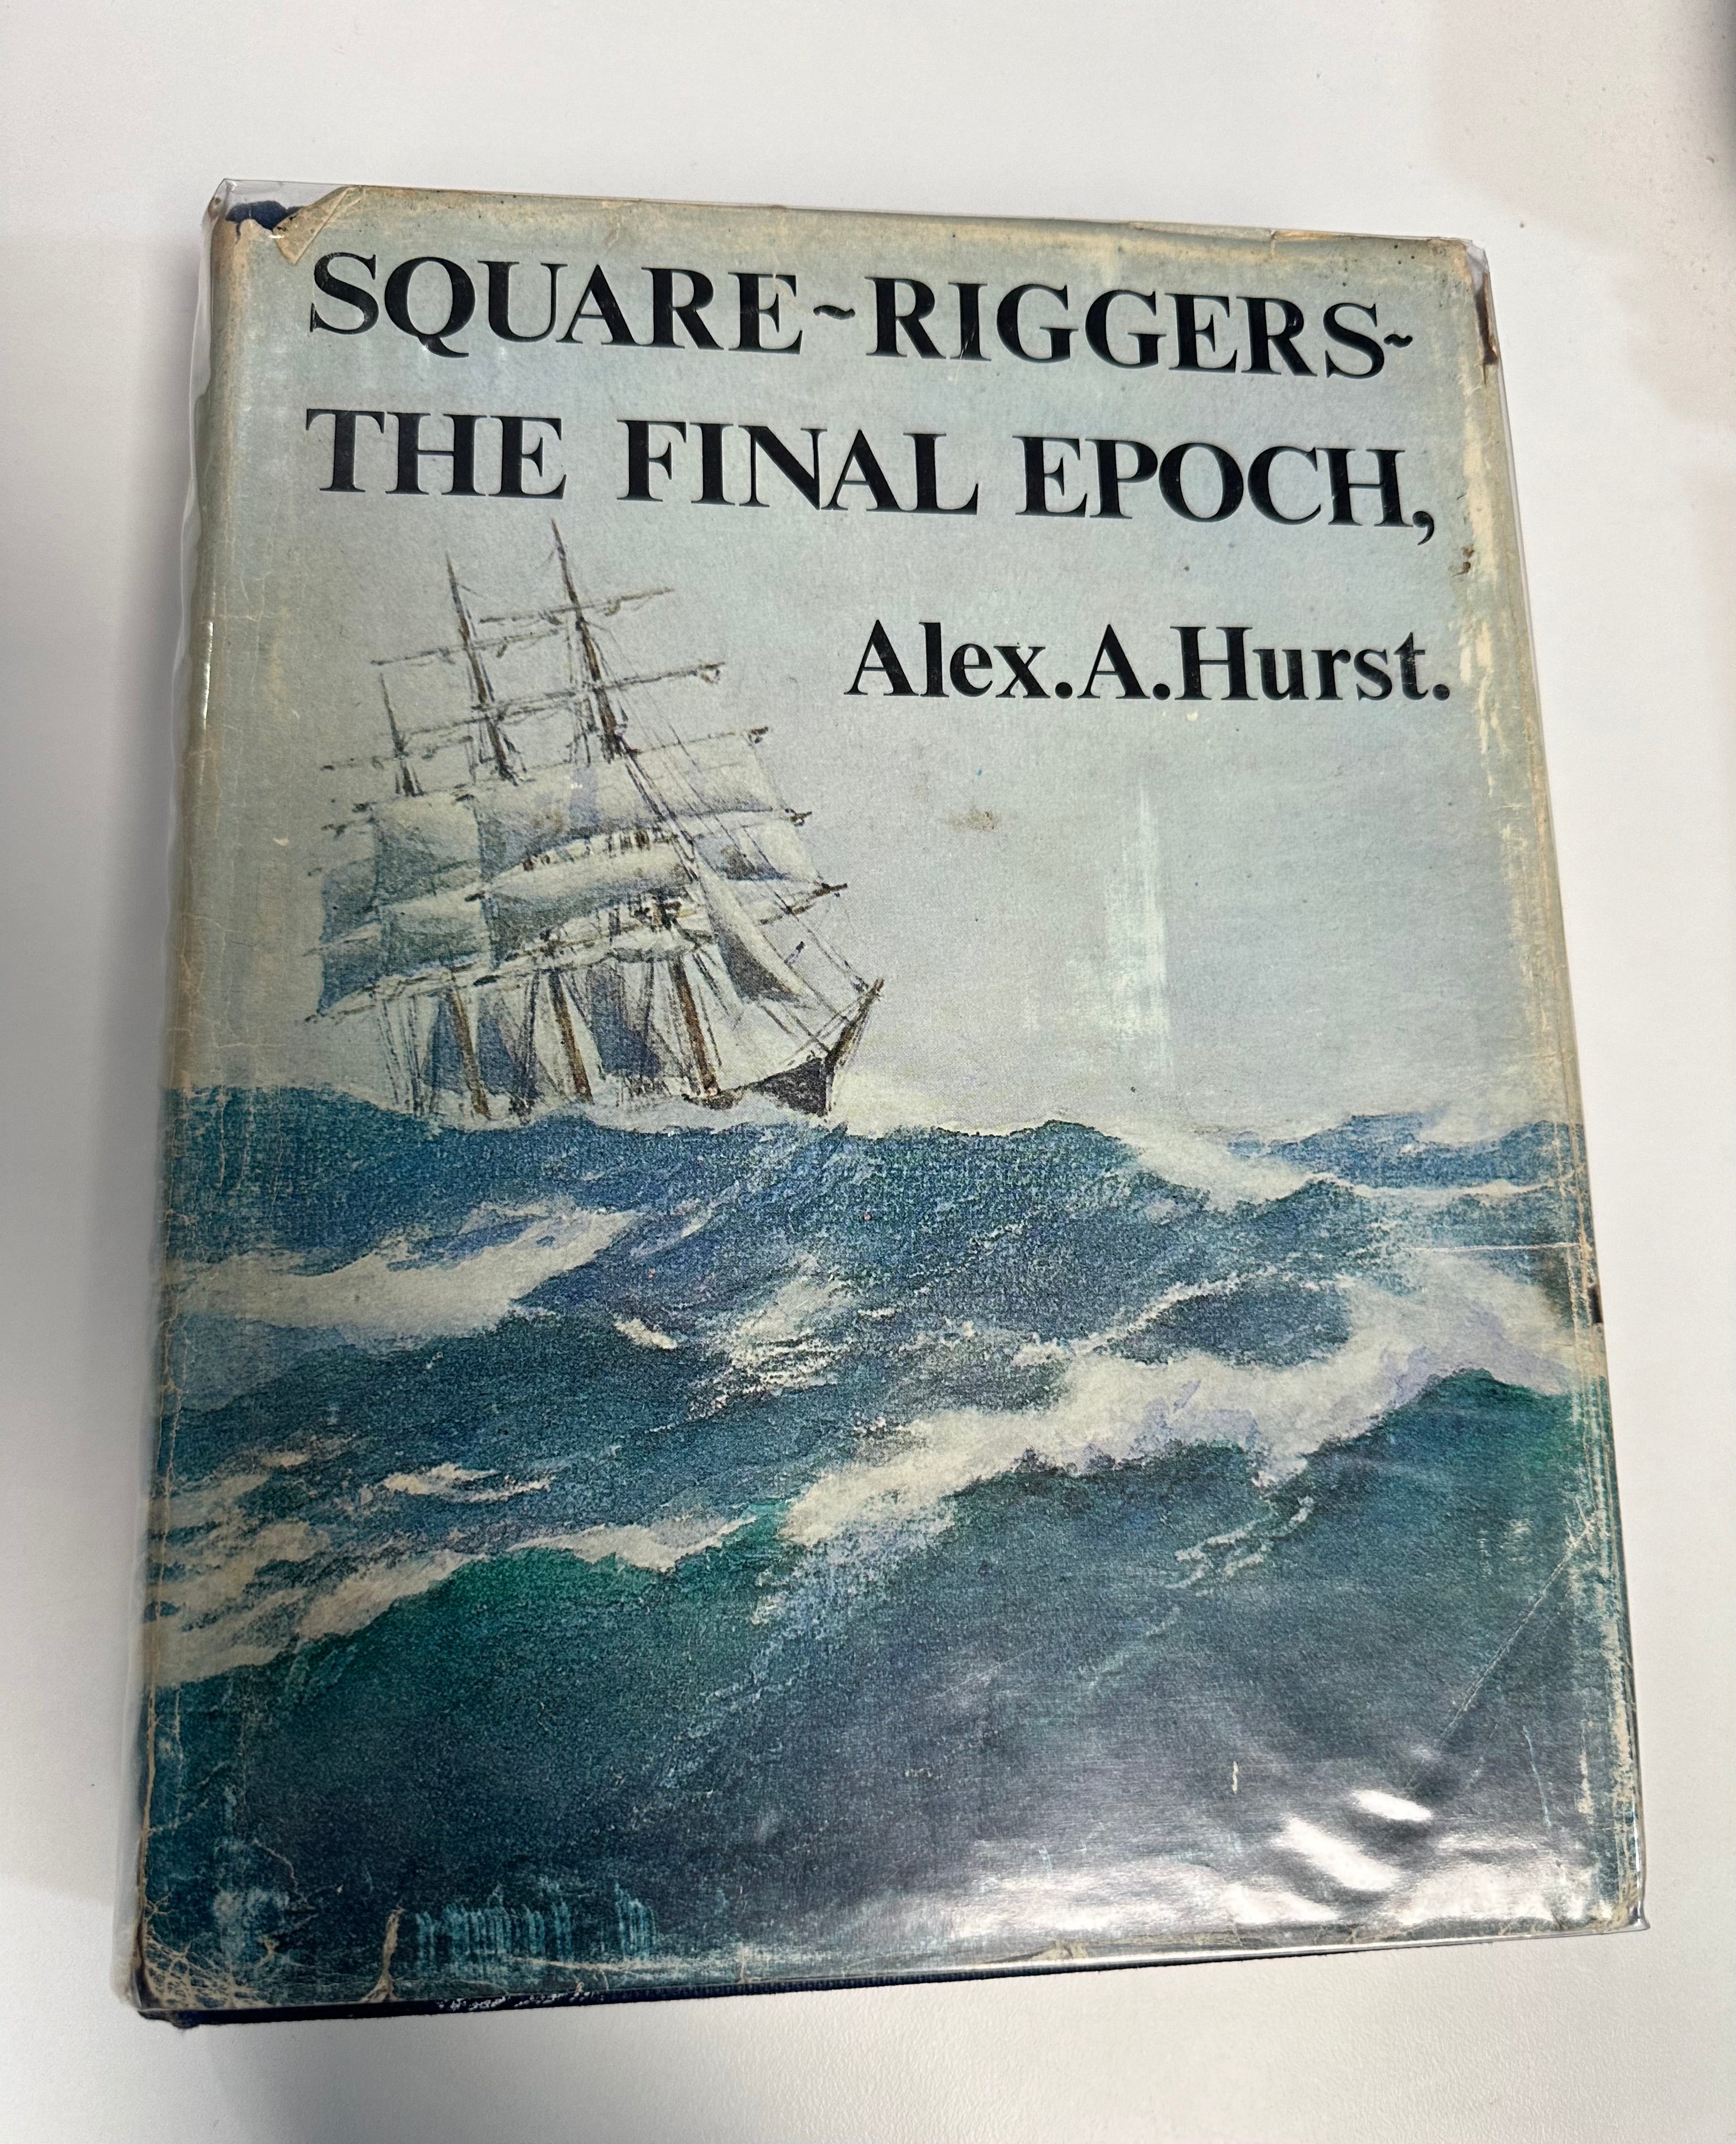 SQUARE~RIGGERS~
THE FINAL EPOCH,
Alex.A.Hurst.